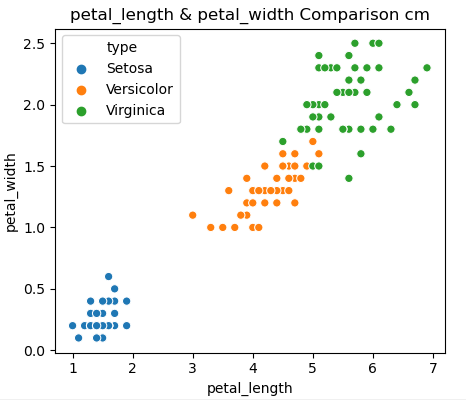 petal_length & petal_width Comparison cm
type
Setosa
Versicolor
Virginica
2.5
2.0
1.5
1.0
0.5
0.0
petal_width
1 2 3 4 5 6 7
petal_length